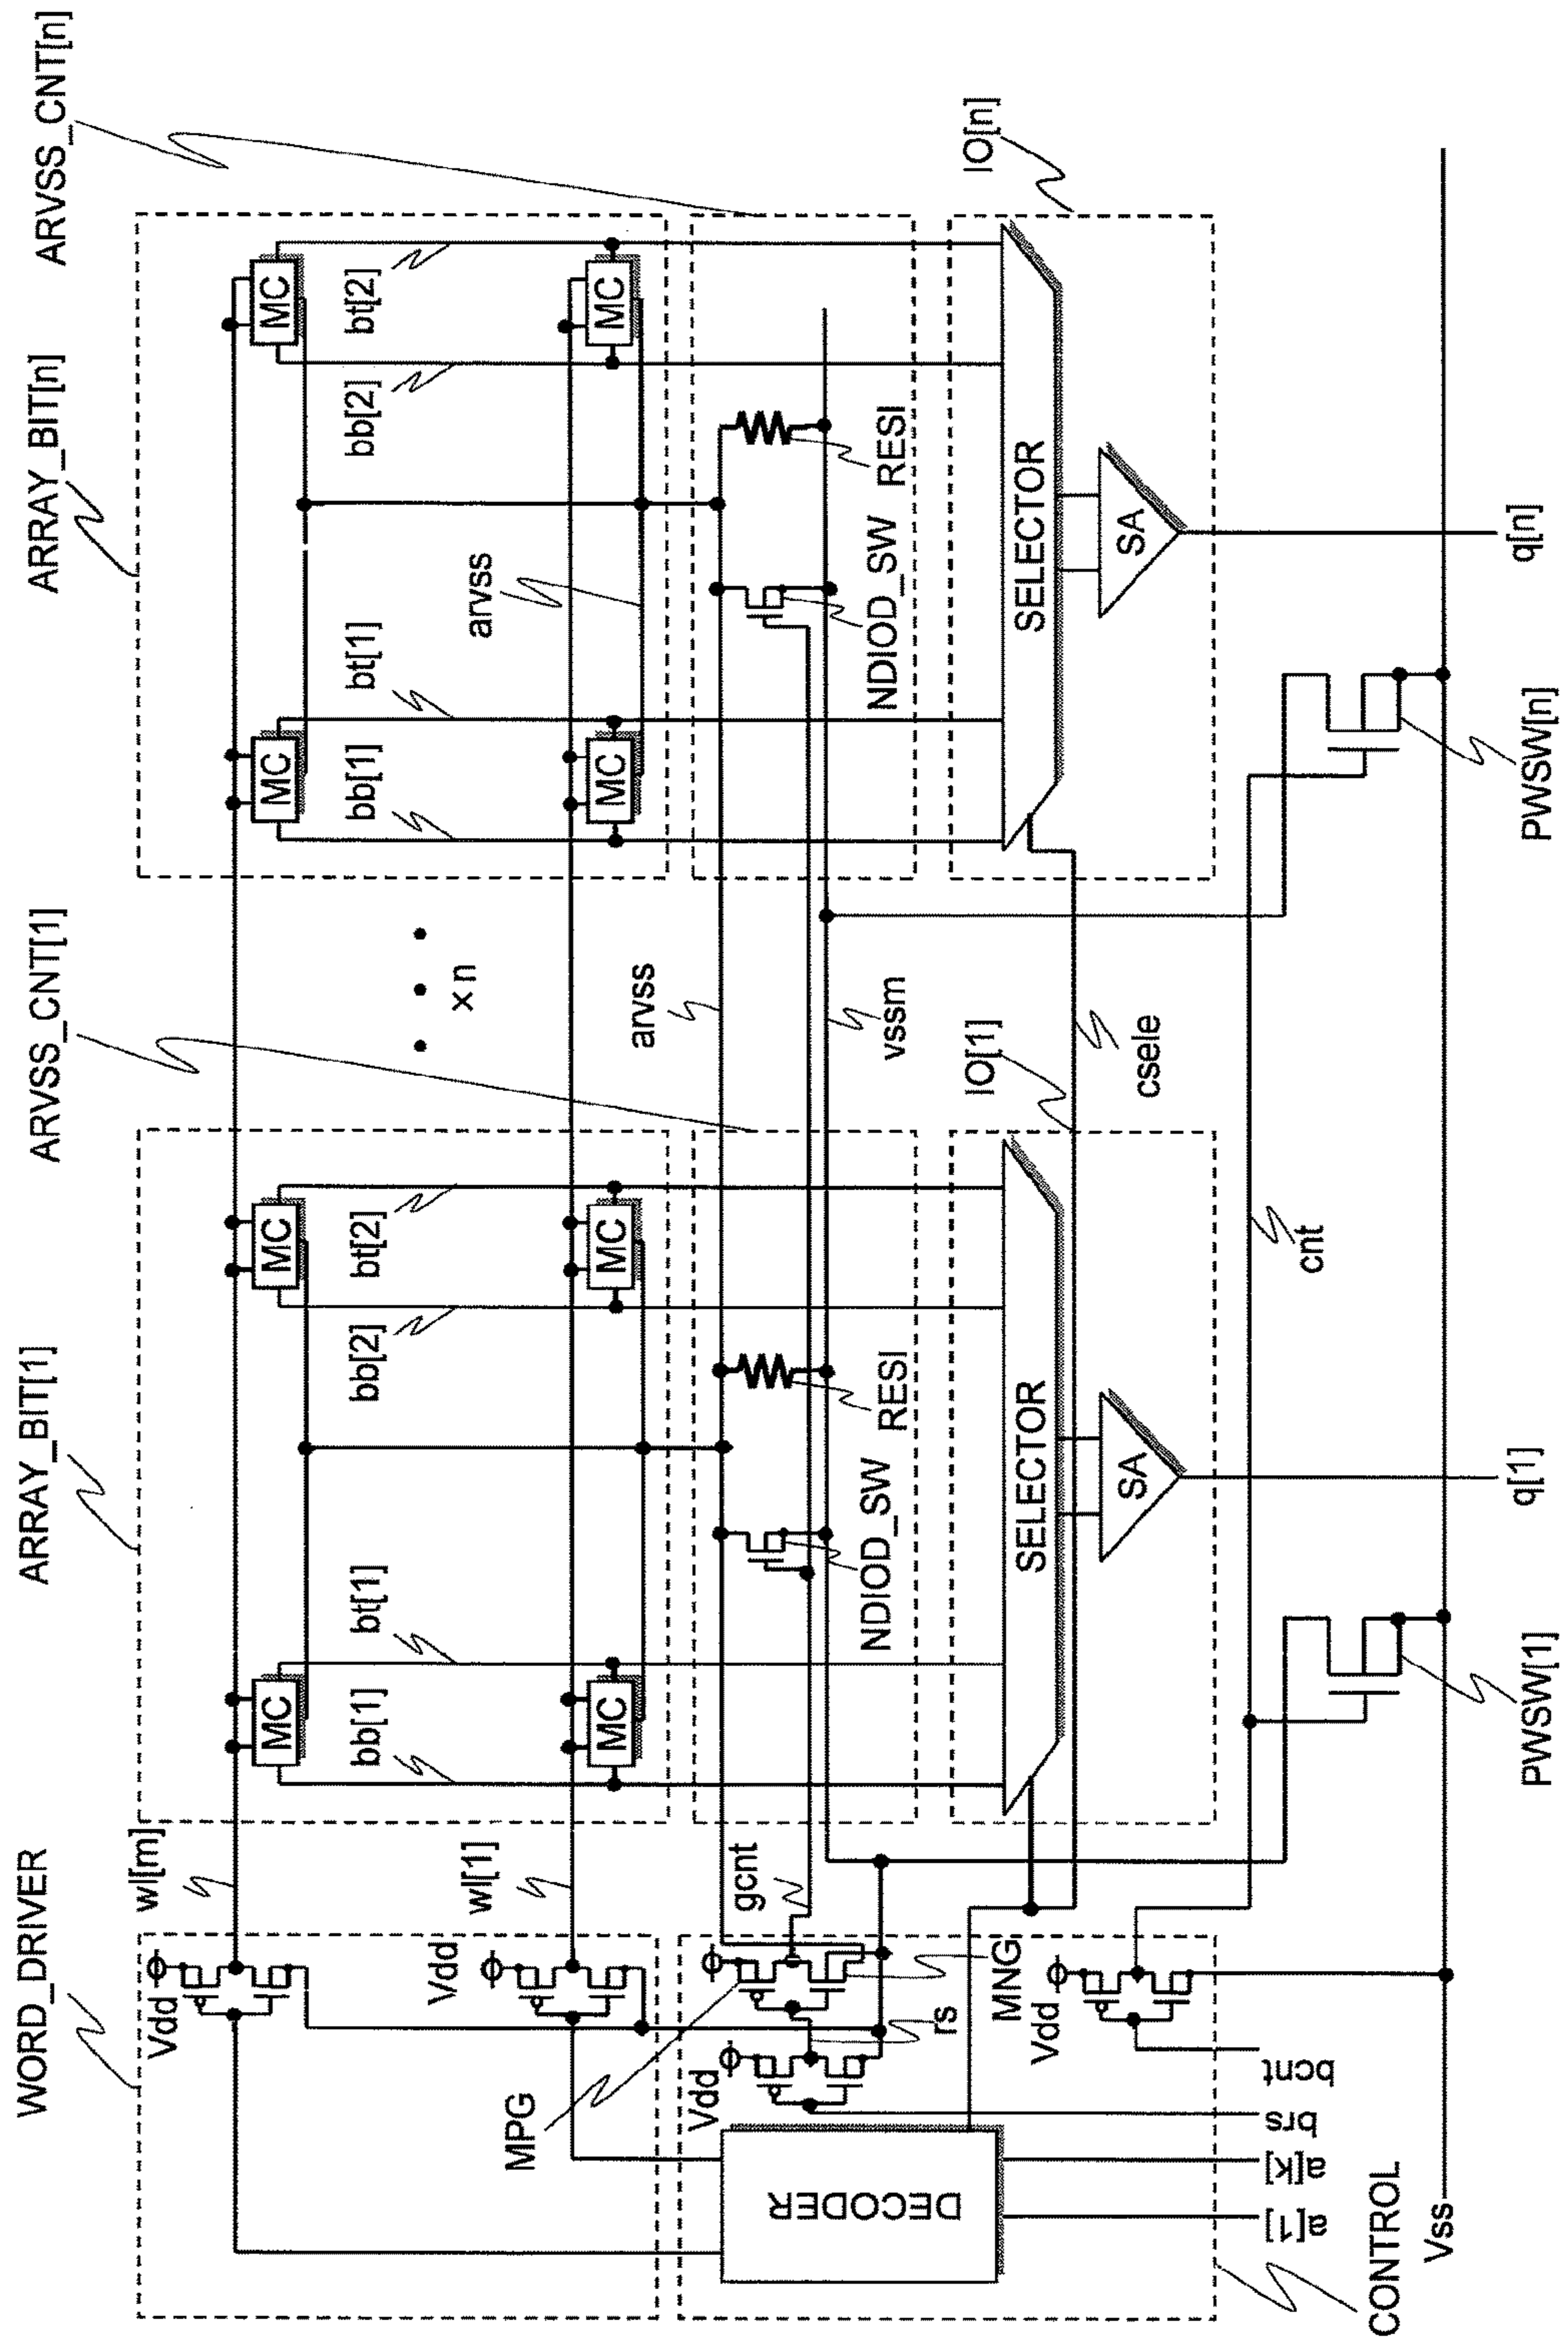 WORD_DRIVER
ARRAY_BIT[1]
ARVSS_CNT[1]
ARRAY_BIT[n]
ARVSS_CNT[n]
Vdd
wl[m]
MC
MC
MC
MC
bb[1]
bt[1]
bb[2]
bt[2]
• • •
× n
bb[1]
bt[1]
bb[2]
bt[2]
Vdd
wl[1]
MC
MC
MC
MC
arvss
arvss
MPG
gcnt
Vdd
rs
MNG
NDIOD_SW
RESI
vssm
NDIOD_SW
RESI
DECODER
IO[1]
IO[n]
SELECTOR
SELECTOR
Vdd
SA
csele
SA
a[1]
a[k]
brs
bcnt
cnt
CONTROL
Vss
PWSW[1]
q[1]
PWSW[n]
q[n]